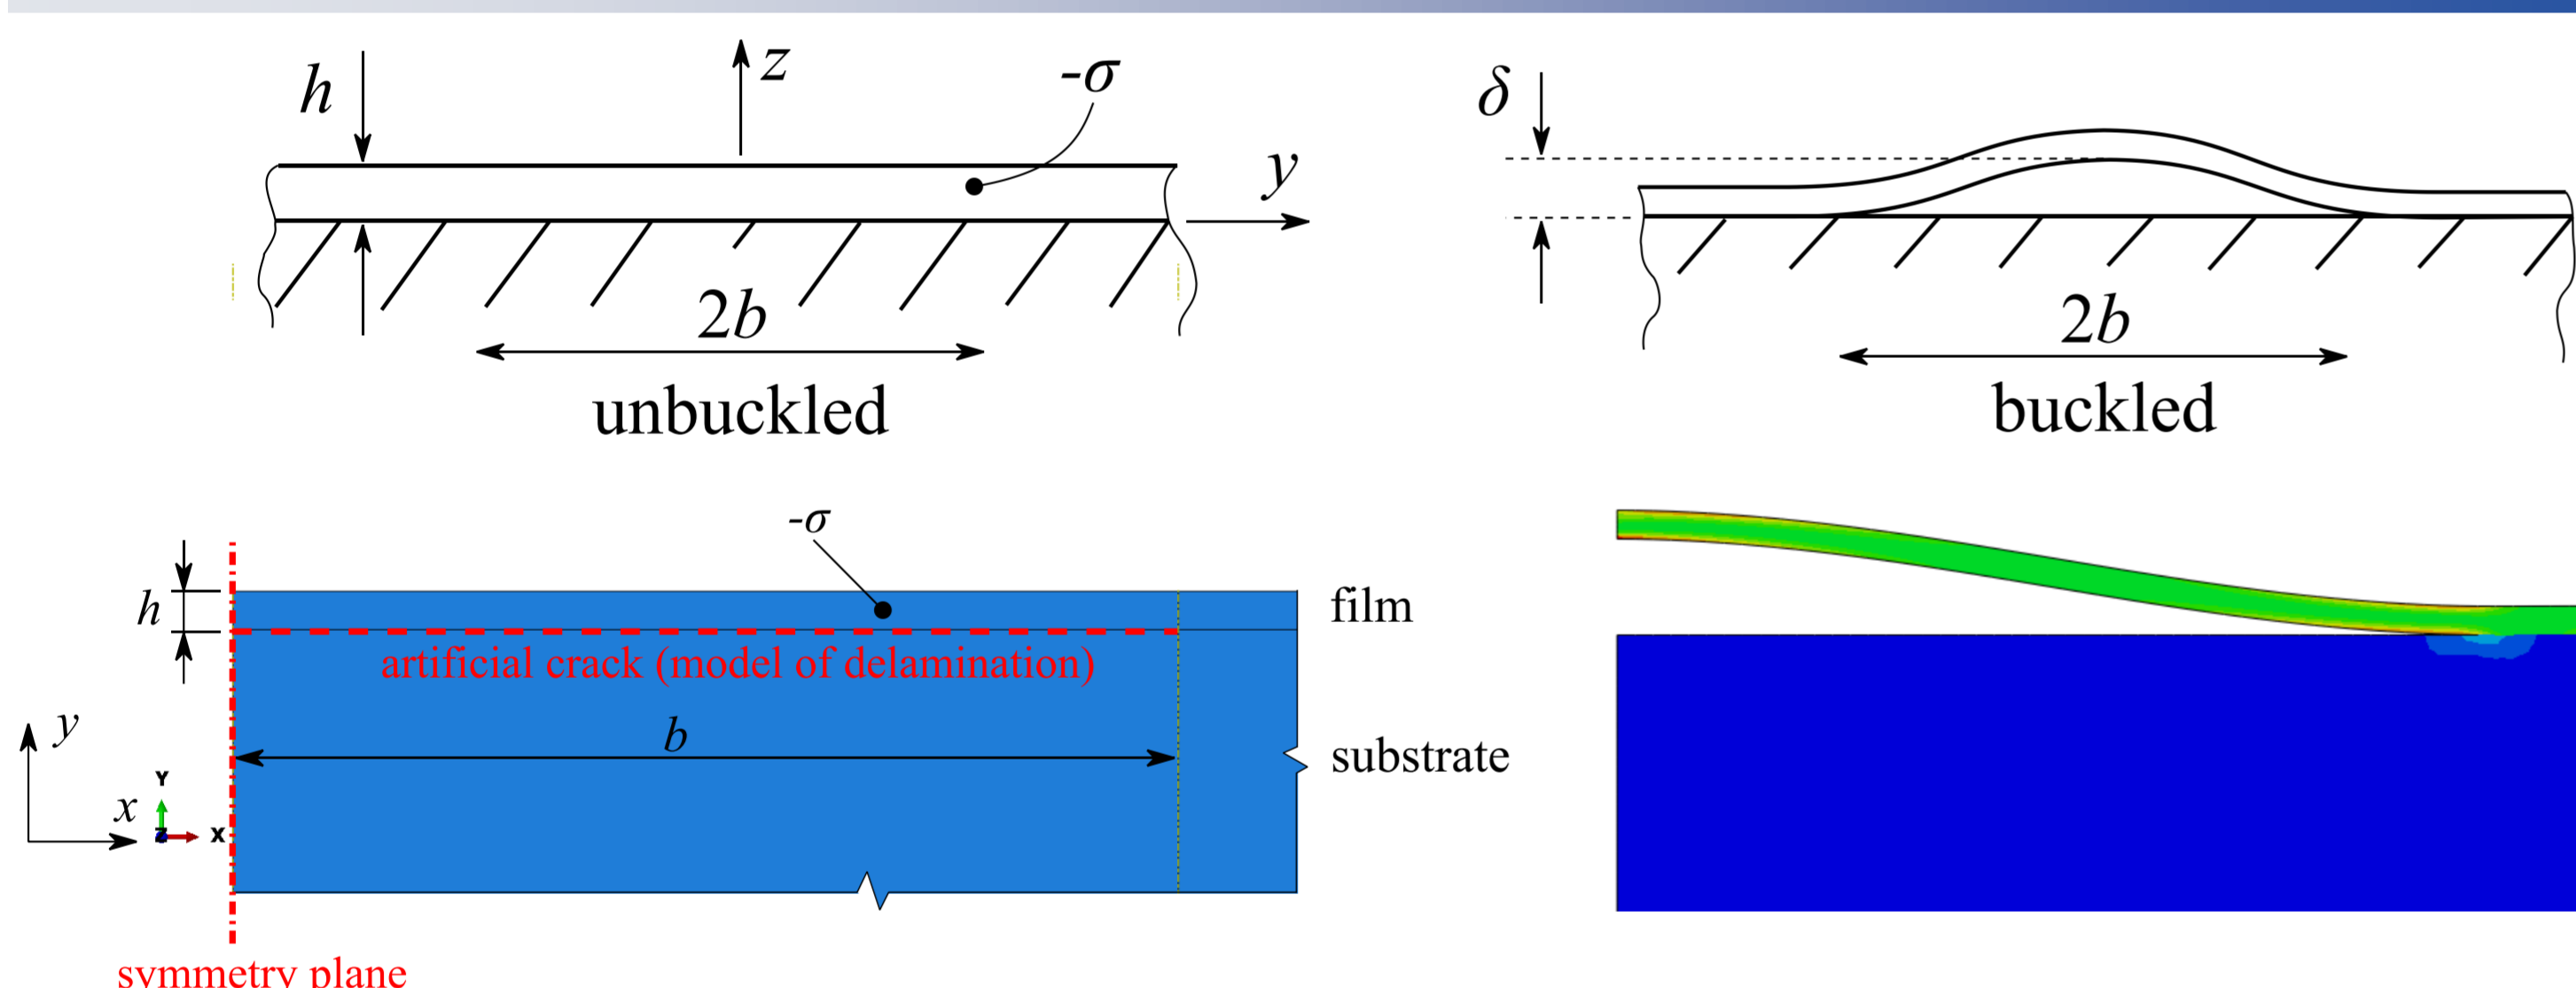 h
z
-σ
y
2b
unbuckled
δ
2b
buckled
-σ
h
film
artificial crack (model of delamination)
b
substrate
y
x
Y
Z
X
symmetry plane